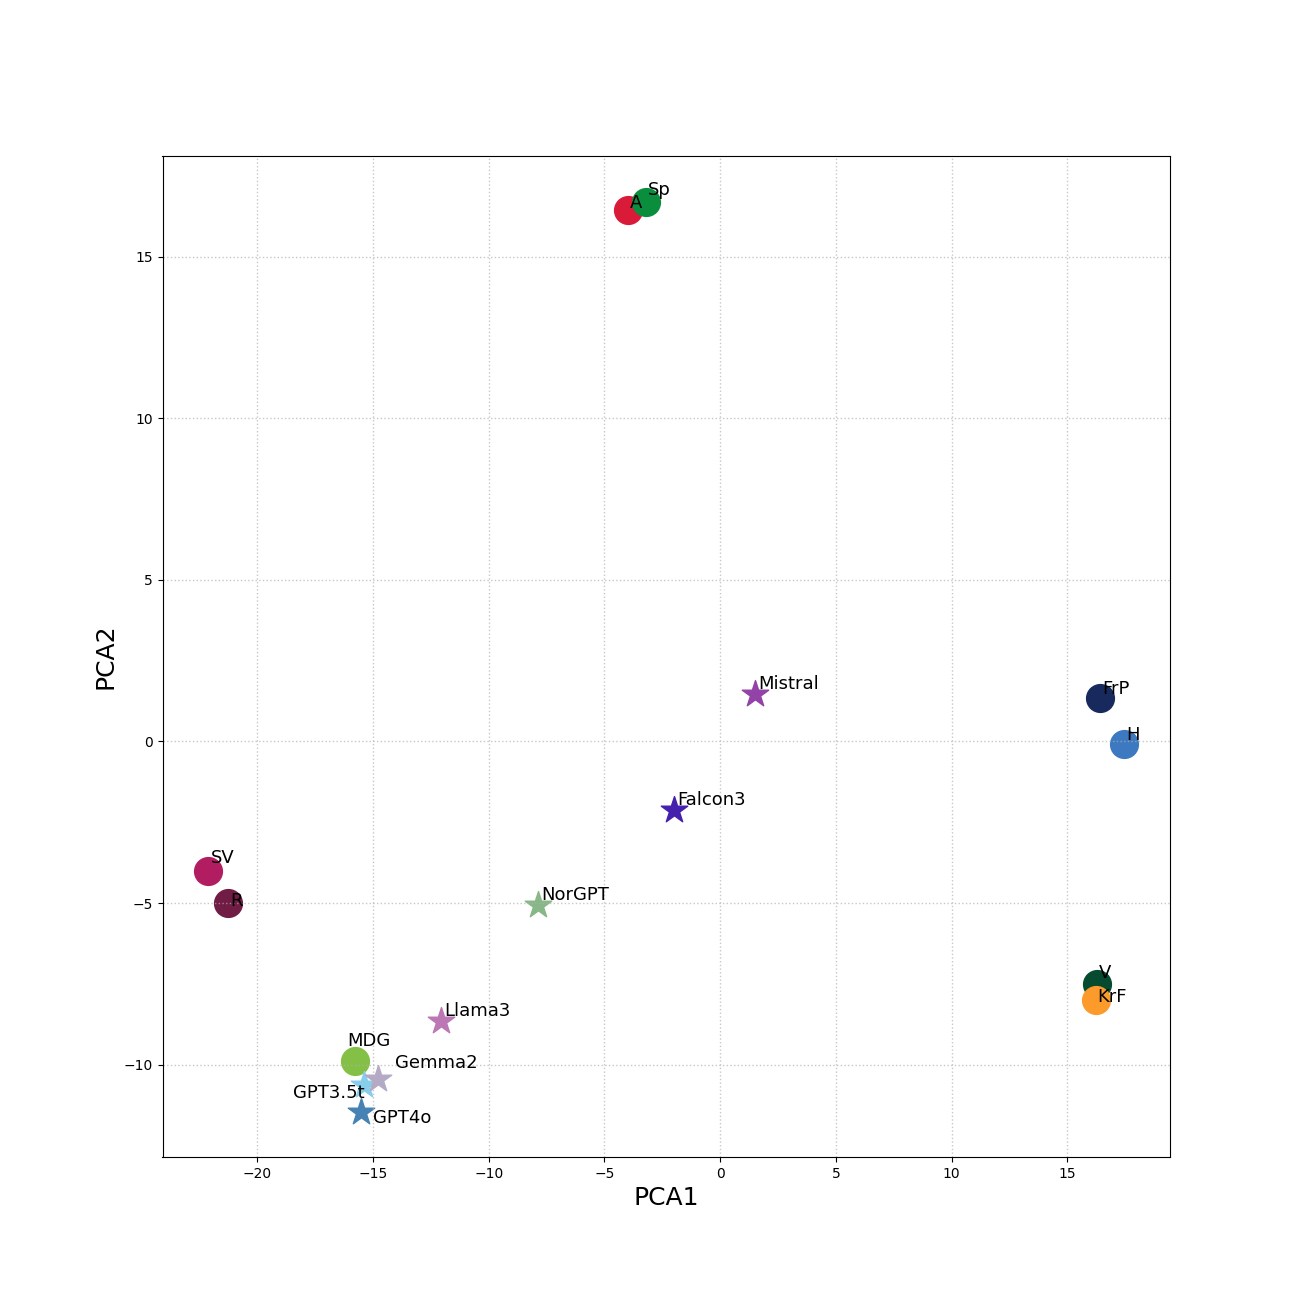 Sp
A
15
10
5
0
−5
−10
PCA2
Mistral
FrP
H
Falcon3
SV
R
NorGPT
V
KrF
Llama3
MDG
Gemma2
GPT3.5t
GPT4o
−20
−15
−10
−5
0
5
10
15
PCA1